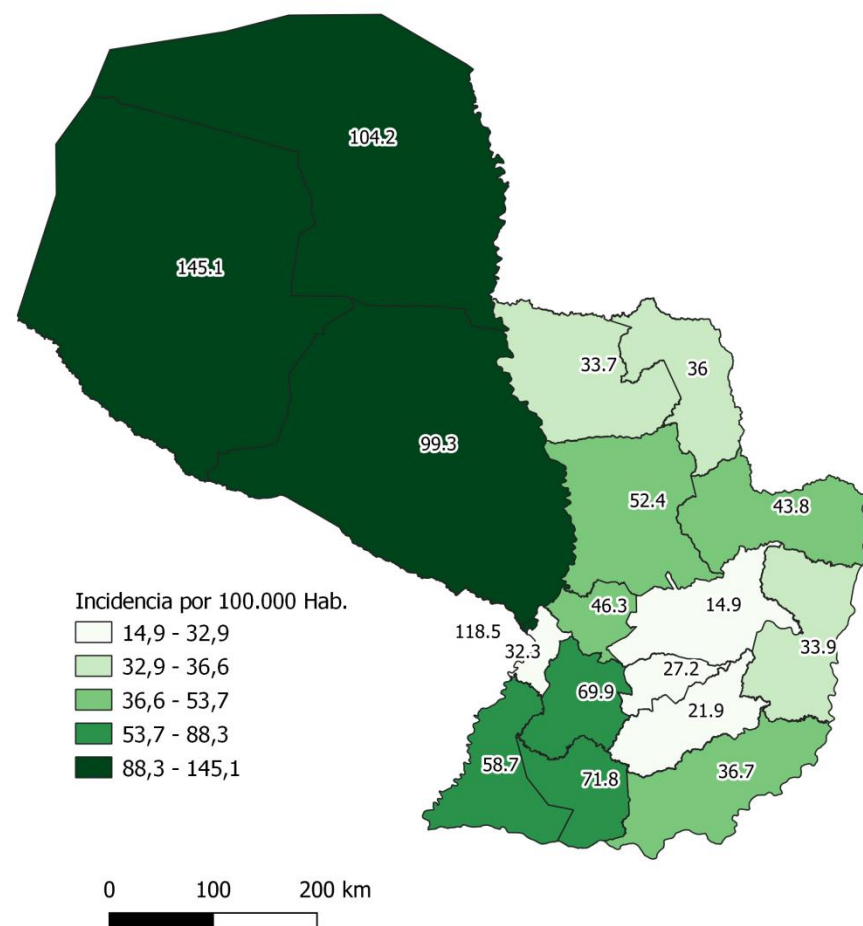 104.2
145.1
33.7
36
99.3
52.4
43.8
Incidencia por 100.000 Hab.
14,9 - 32,9
32,9 - 36,6
36,6 - 53,7
53,7 - 88,3
88,3 - 145,1
118.5
46.3
14.9
32.3
33.9
27.2
69.9
21.9
58.7
71.8
36.7
0 100 200 km